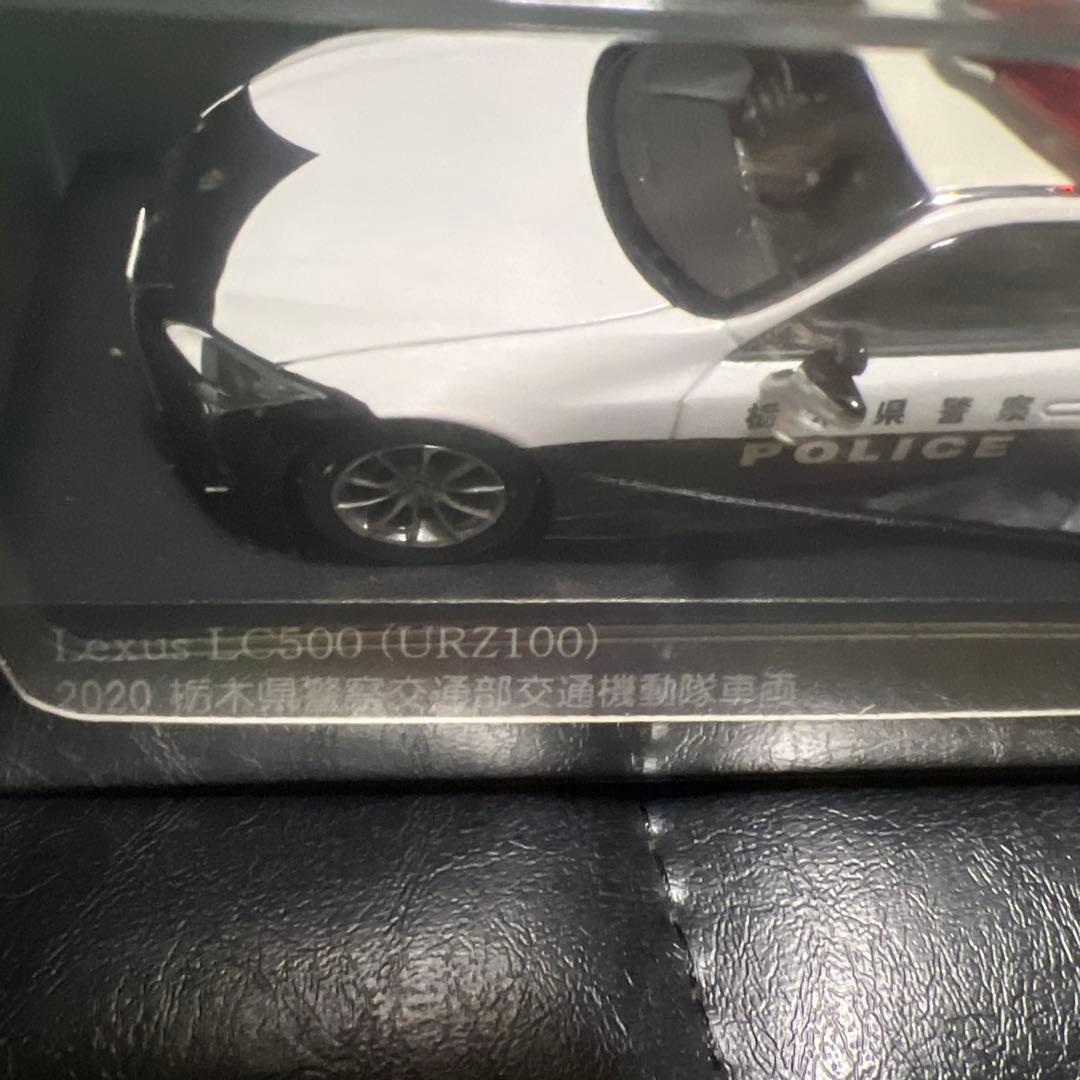 栃木県警察
POLICE
Lexus LC500 (URZ100)
2020 栃木県警察交通部交通機動隊車両